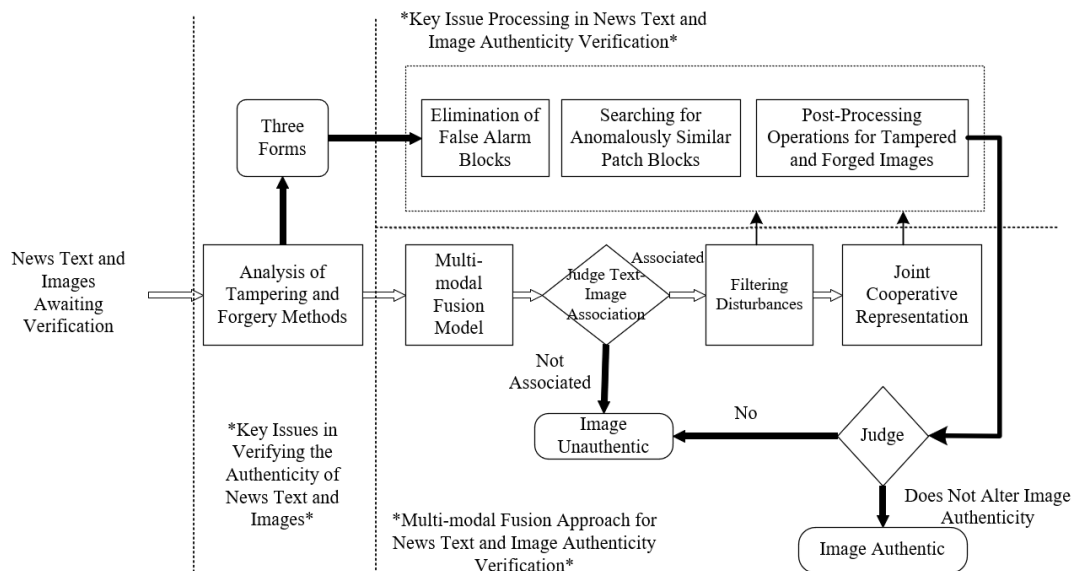 *Key Issue Processing in News Text
and Image Authenticity Verification*
Three
Forms
Elimination of
False Alarm
Blocks
Searching for
Anomalously Similar
Patch Blocks
Post-Processing
Operations for Tampered
and Forged Images
News Text and
Images
Awaiting
Verification
Analysis of
Tampering and
Forgery Methods
Multi-
modal
Fusion
Model
Judge Text-
Image
Association
Associated
Filtering
Disturbances
Joint
Cooperative
Representation
Not
Associated
Image
Unauthentic
No
Judge
*Key Issues in
Verifying the
Authenticity of
News Text and
Images*
*Multi-modal Fusion Approach for
News Text and Image Authenticity
Verification*
Does Not Alter Image
Authenticity
Image Authentic